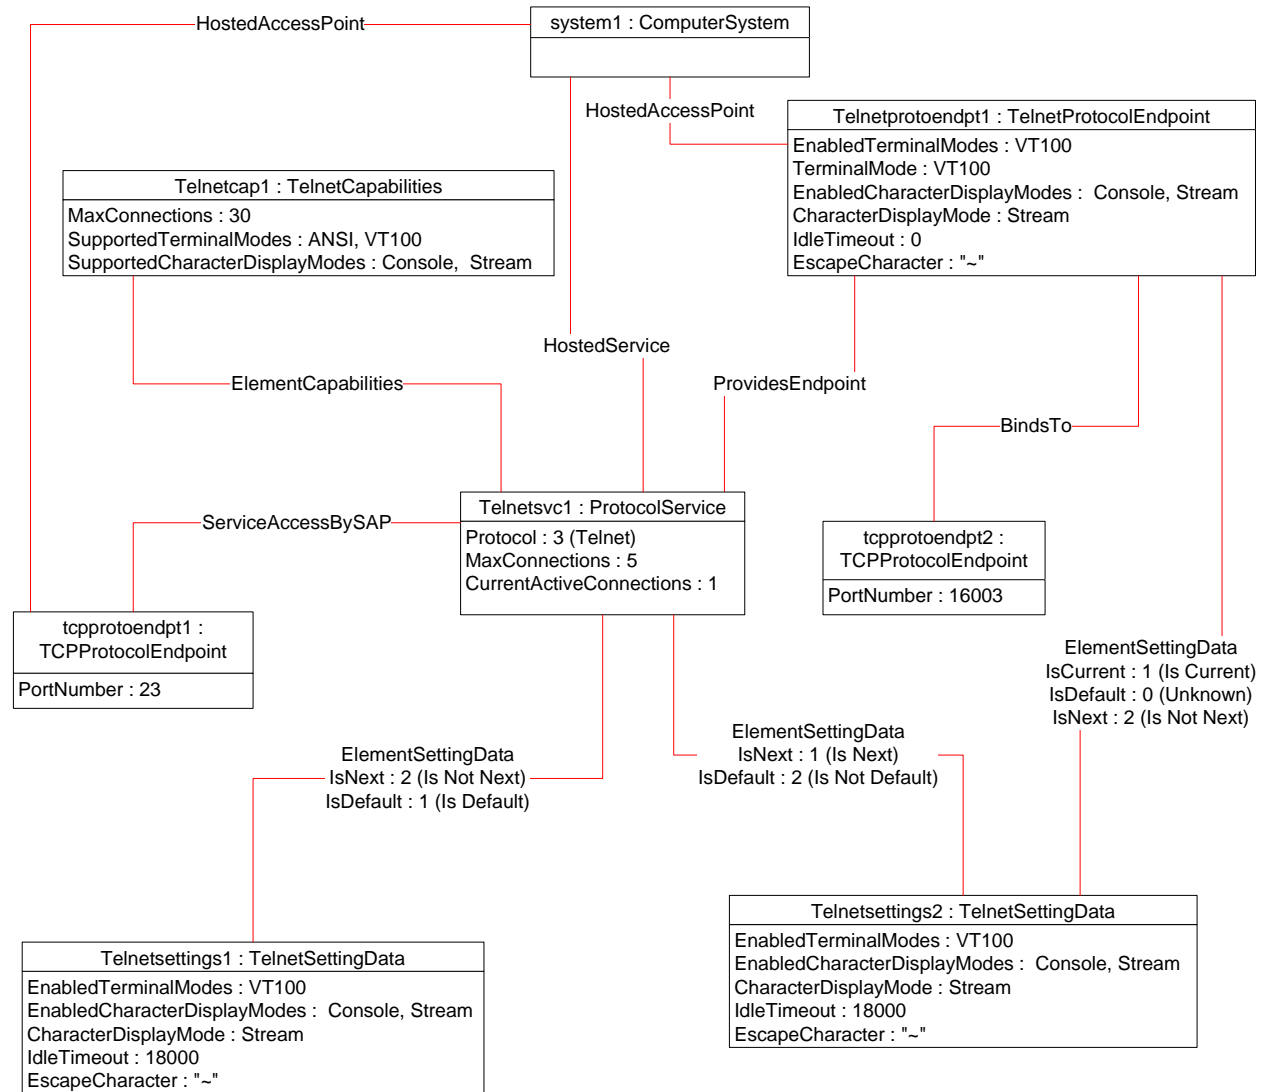 HostedAccessPoint
system1 : ComputerSystem
HostedAccessPoint
Telnetprotoendpt1 : TelnetProtocolEndpoint
EnabledTerminalModes : VT100
TerminalMode : VT100
EnabledCharacterDisplayModes :  Console, Stream
CharacterDisplayMode : Stream
IdleTimeout : 0
EscapeCharacter : "~"
Telnetcap1 : TelnetCapabilities
MaxConnections : 30
SupportedTerminalModes : ANSI, VT100
SupportedCharacterDisplayModes : Console,  Stream
HostedService
ElementCapabilities
ProvidesEndpoint
BindsTo
Telnetsvc1 : ProtocolService
Protocol : 3 (Telnet)
MaxConnections : 5
CurrentActiveConnections : 1
ServiceAccessBySAP
tcpprotoendpt2 :
TCPProtocolEndpoint
PortNumber : 16003
tcpprotoendpt1 :
TCPProtocolEndpoint
PortNumber : 23
ElementSettingData
IsCurrent : 1 (Is Current)
IsDefault : 0 (Unknown)
IsNext : 2 (Is Not Next)
ElementSettingData
IsNext : 1 (Is Next)
IsDefault : 2 (Is Not Default)
ElementSettingData
IsNext : 2 (Is Not Next)
IsDefault : 1 (Is Default)
Telnetsettings2 : TelnetSettingData
EnabledTerminalModes : VT100
EnabledCharacterDisplayModes :  Console, Stream
CharacterDisplayMode : Stream
IdleTimeout : 18000
EscapeCharacter : "~"
Telnetsettings1 : TelnetSettingData
EnabledTerminalModes : VT100
EnabledCharacterDisplayModes :  Console, Stream
CharacterDisplayMode : Stream
IdleTimeout : 18000
EscapeCharacter : "~"